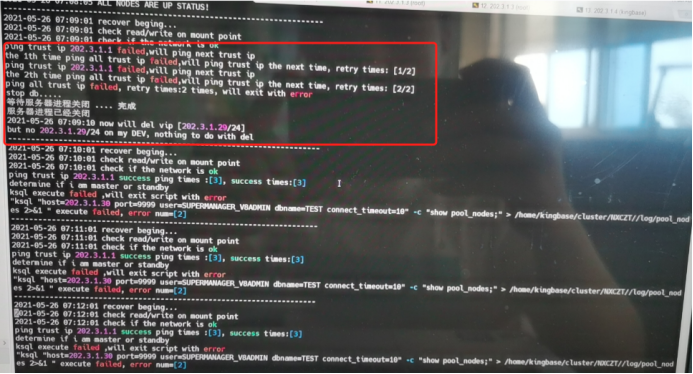 2021-05-26 07:08:05 ALL NODES ARE UP STATUS!
2021-05-26 07:09:01 recover beging...
2021-05-26 07:09:01 check read/write on mount point
2021-05-26 07:09:01 check if the network is ok
ping trust ip 202.3.1.1 failed,will ping next trust ip
the 1th time ping all trust ip failed,will ping trust ip the next time, retry times: [1/2]
ping trust ip 202.3.1.1 failed,will ping next trust ip
the 2th time ping all trust ip failed,will ping trust ip the next time, retry times: [2/2]
ping all trust failed, retry times:2 times, will exit with error
stop db.....
等待服务器进程关闭 .... 完成
服务器进程已经关闭
2021-05-26 07:09:10 now will del vip [202.3.1.29/24]
but no 202.3.1.29/24 on my DEV, nothing to do with del
2021-05-26 07:10:01 recover beging...
2021-05-26 07:10:01 check read/write on mount point
2021-05-26 07:10:01 check if the network is ok
ping trust ip 202.3.1.1 success ping times :[3], success times:[3]
determine if i am master or standby
ksql execute failed ,will exit script with error
"ksql "host=202.3.1.30 port=9999 user=SUPERMANAGER_V8ADMIN dbname=TEST connect_timeout=10" -c "show pool_nodes;" > /home/kingbase/cluster/NXCZT//log/pool_nod
es 2>&1 " execute failed, error num=[2]
2021-05-26 07:11:01 recover beging...
2021-05-26 07:11:01 check read/write on mount point
2021-05-26 07:11:01 check if the network is ok
ping trust ip 202.3.1.1 success ping times :[3], success times:[3]
determine if i am master or standby
ksql execute failed ,will exit script with error
"ksql "host=202.3.1.30 port=9999 user=SUPERMANAGER_V8ADMIN dbname=TEST connect_timeout=10" -c "show pool_nodes;" > /home/kingbase/cluster/NXCZT//log/pool_nod
es 2>&1 " execute failed, error num=[2]
2021-05-26 07:12:01 recover beging...
2021-05-26 07:12:01 check read/write on mount point
2021-05-26 07:12:01 check if the network is ok
ping trust ip 202.3.1.1 success ping times :[3], success times:[3]
determine if i am master or standby
ksql execute failed ,will exit script with error
"ksql "host=202.3.1.30 port=9999 user=SUPERMANAGER_V8ADMIN dbname=TEST connect_timeout=10" -c "show pool_nodes;" > /home/kingbase/cluster/NXCZT//log/pool_nod
es 2>&1 " execute failed, error num=[2]